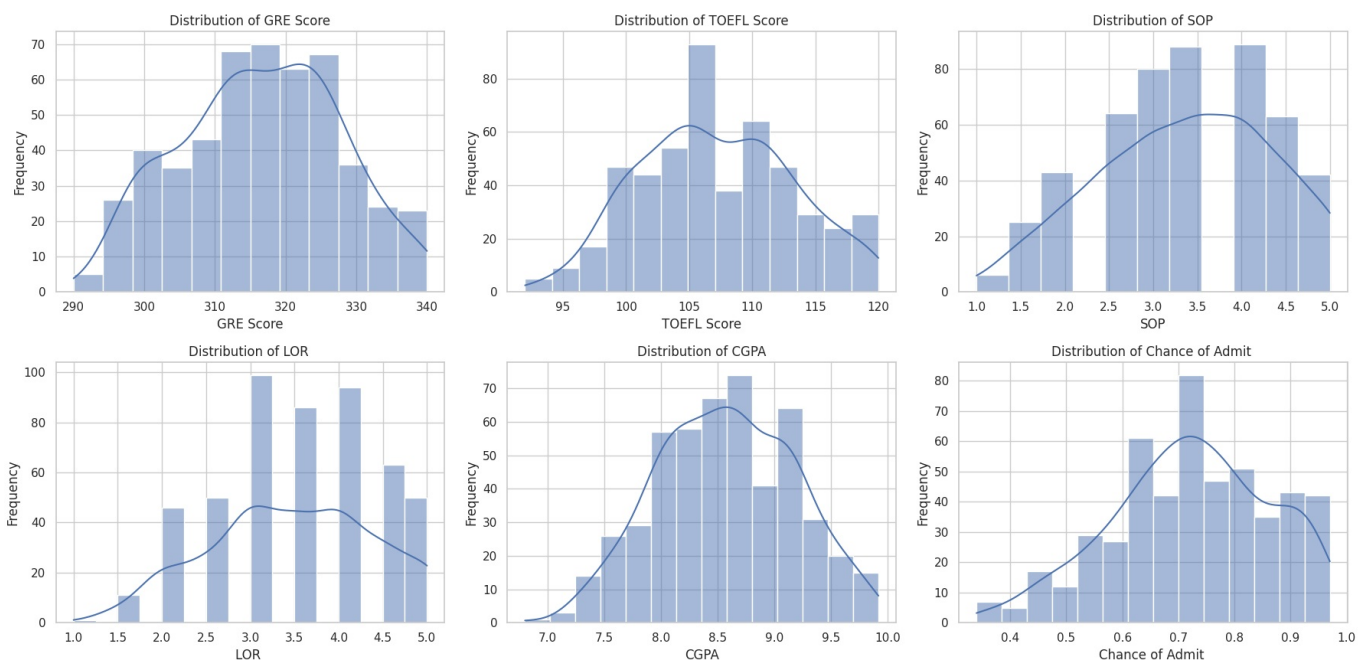 Distribution of GRE Score
Frequency
70
60
50
40
30
20
10
0
290 300 310 320 330 340
GRE Score
Distribution of TOEFL Score
Frequency
80
60
40
20
0
95 100 105 110 115 120
TOEFL Score
Distribution of SOP
Frequency
80
60
40
20
0
1.0 1.5 2.0 2.5 3.0 3.5 4.0 4.5 5.0
SOP
Distribution of LOR
Frequency
100
80
60
40
20
0
1.0 1.5 2.0 2.5 3.0 3.5 4.0 4.5 5.0
LOR
Distribution of CGPA
Frequency
70
60
50
40
30
20
10
0
7.0 7.5 8.0 8.5 9.0 9.5 10.0
CGPA
Distribution of Chance of Admit
Frequency
80
70
60
50
40
30
20
10
0
0.4 0.5 0.6 0.7 0.8 0.9 1.0
Chance of Admit